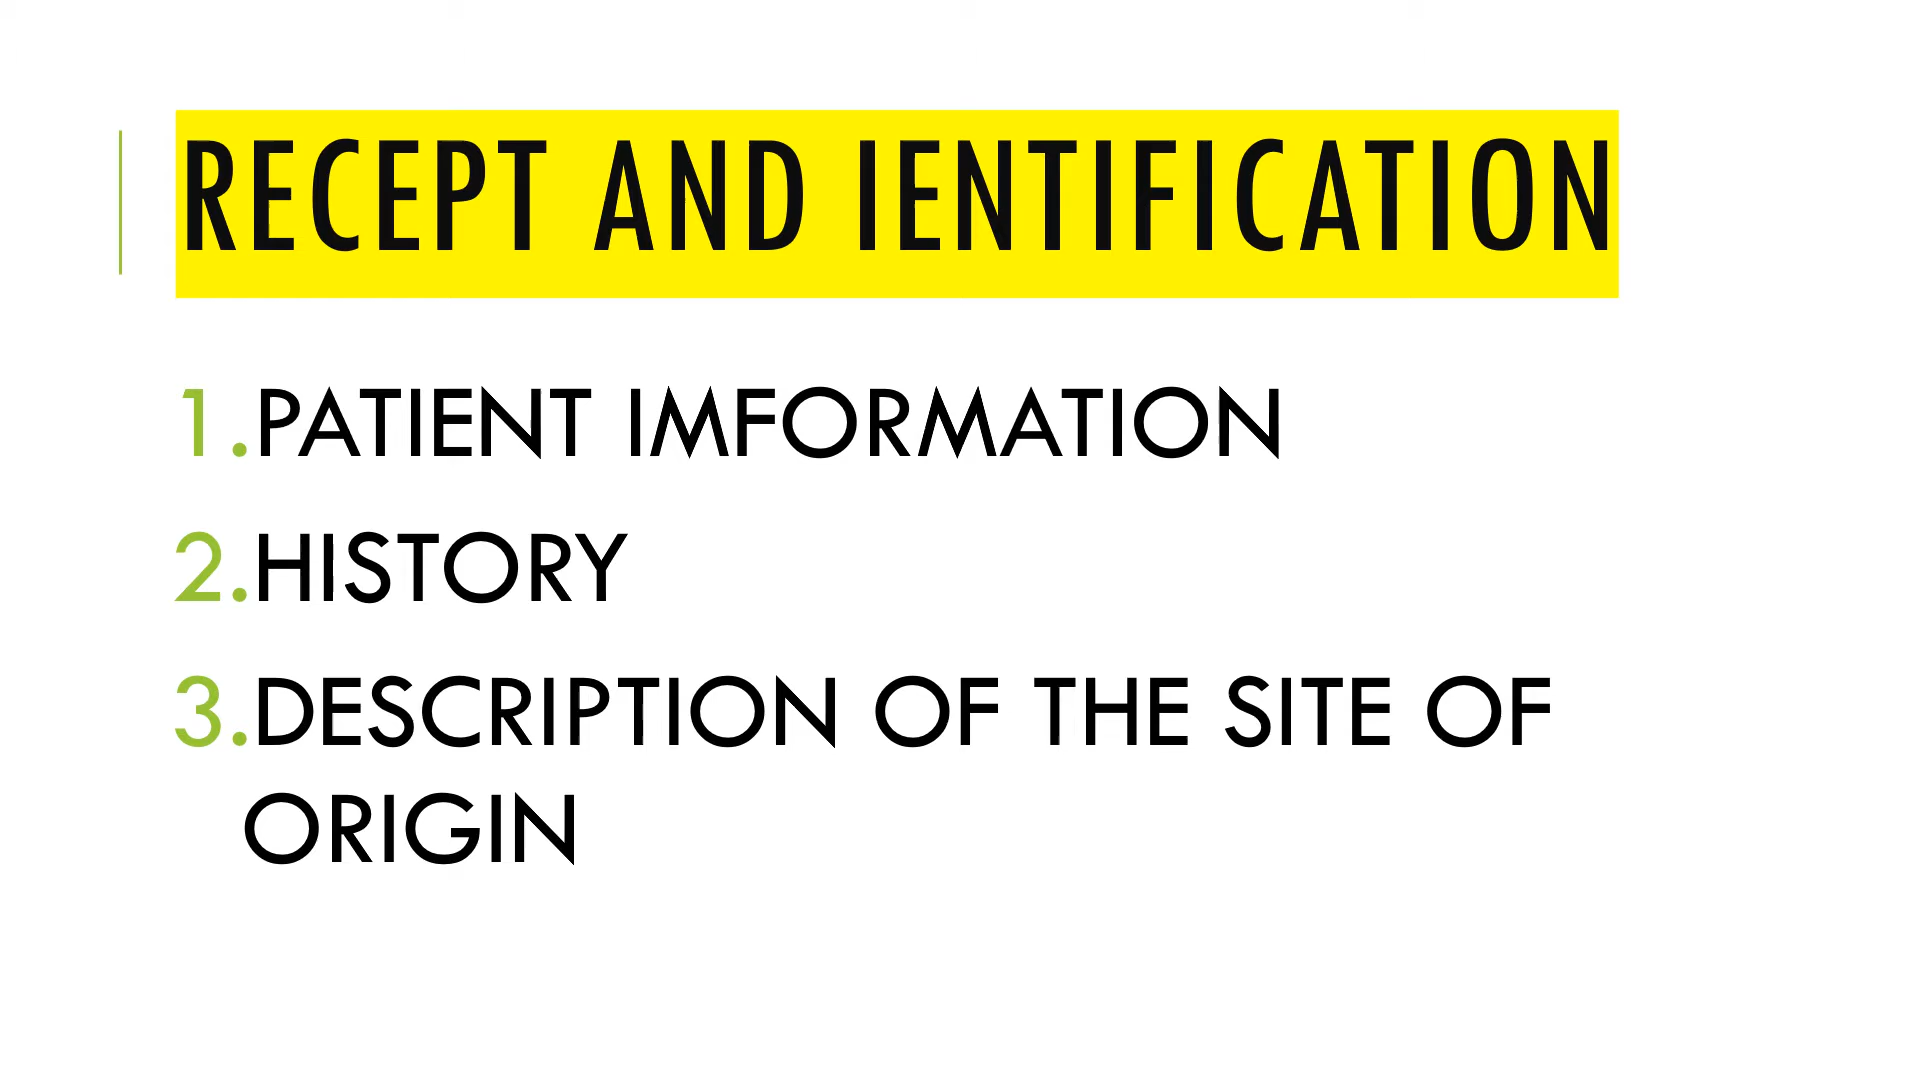 RECEPT AND IENTIFICATION
1.PATIENT IMFORMATION
2.HISTORY
3.DESCRIPTION OF THE SITE OF
ORIGIN